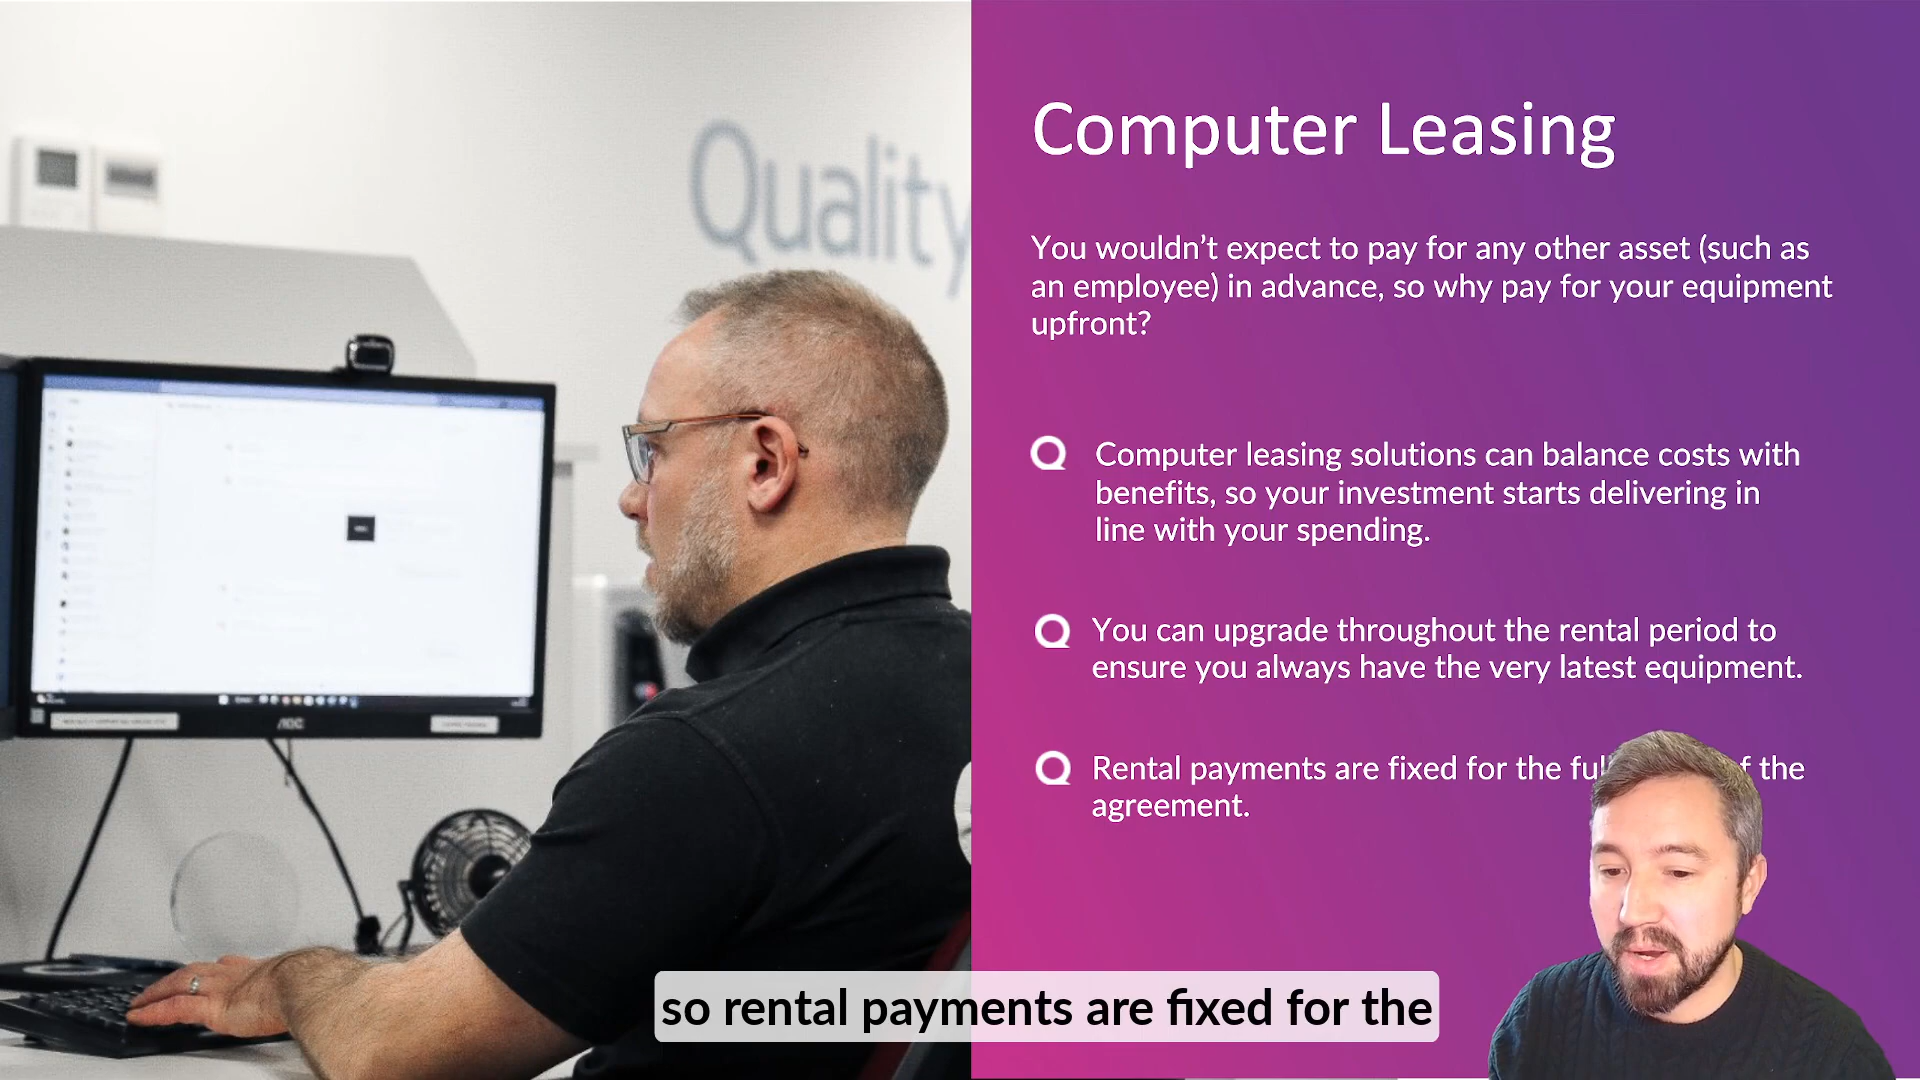 Quality
Computer Leasing
You wouldn’t expect to pay for any other asset (such as
an employee) in advance, so why pay for your equipment
upfront?
Computer leasing solutions can balance costs with
benefits, so your investment starts delivering in
line with your spending.
You can upgrade throughout the rental period to
ensure you always have the very latest equipment.
Rental payments are fixed for the full of the
agreement.
AOC
so rental payments are fixed for the